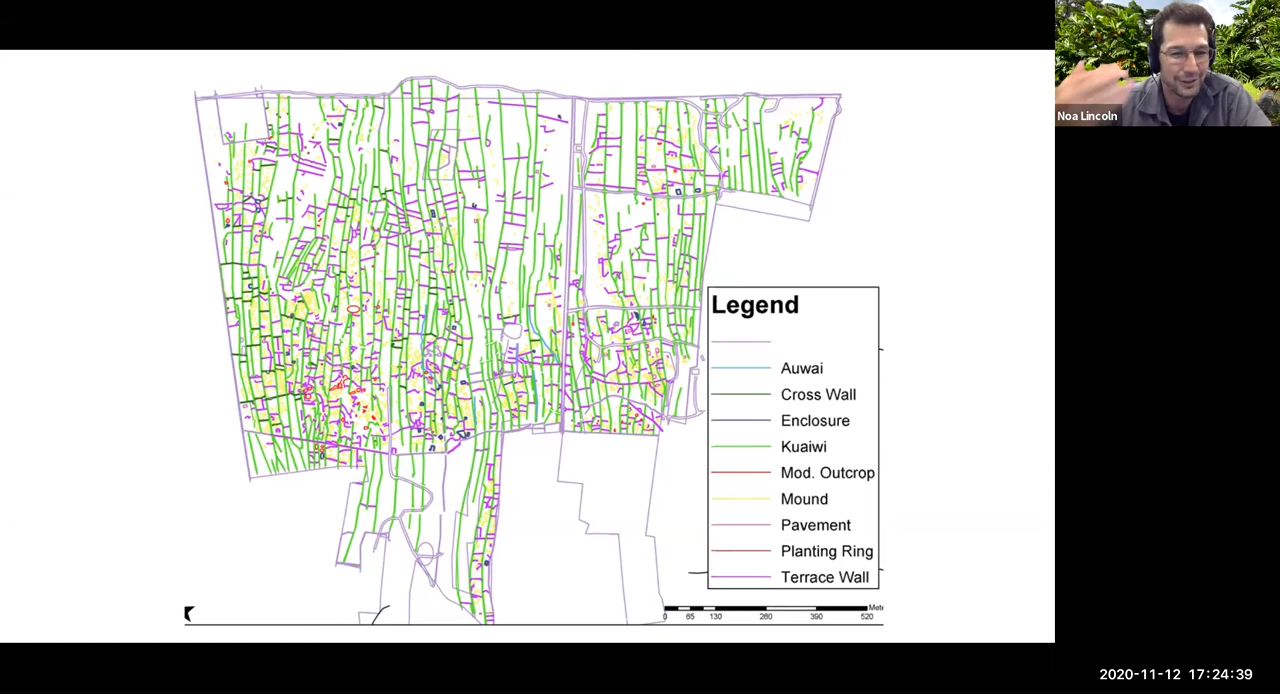 Noa Lincoln
Legend
Auwai
Cross Wall
Enclosure
Kuaiwi
Mod. Outcrop
Mound
Pavement
Planting Ring
Terrace Wall
0 65 130 260 390 520
2020-11-12 17:24:39